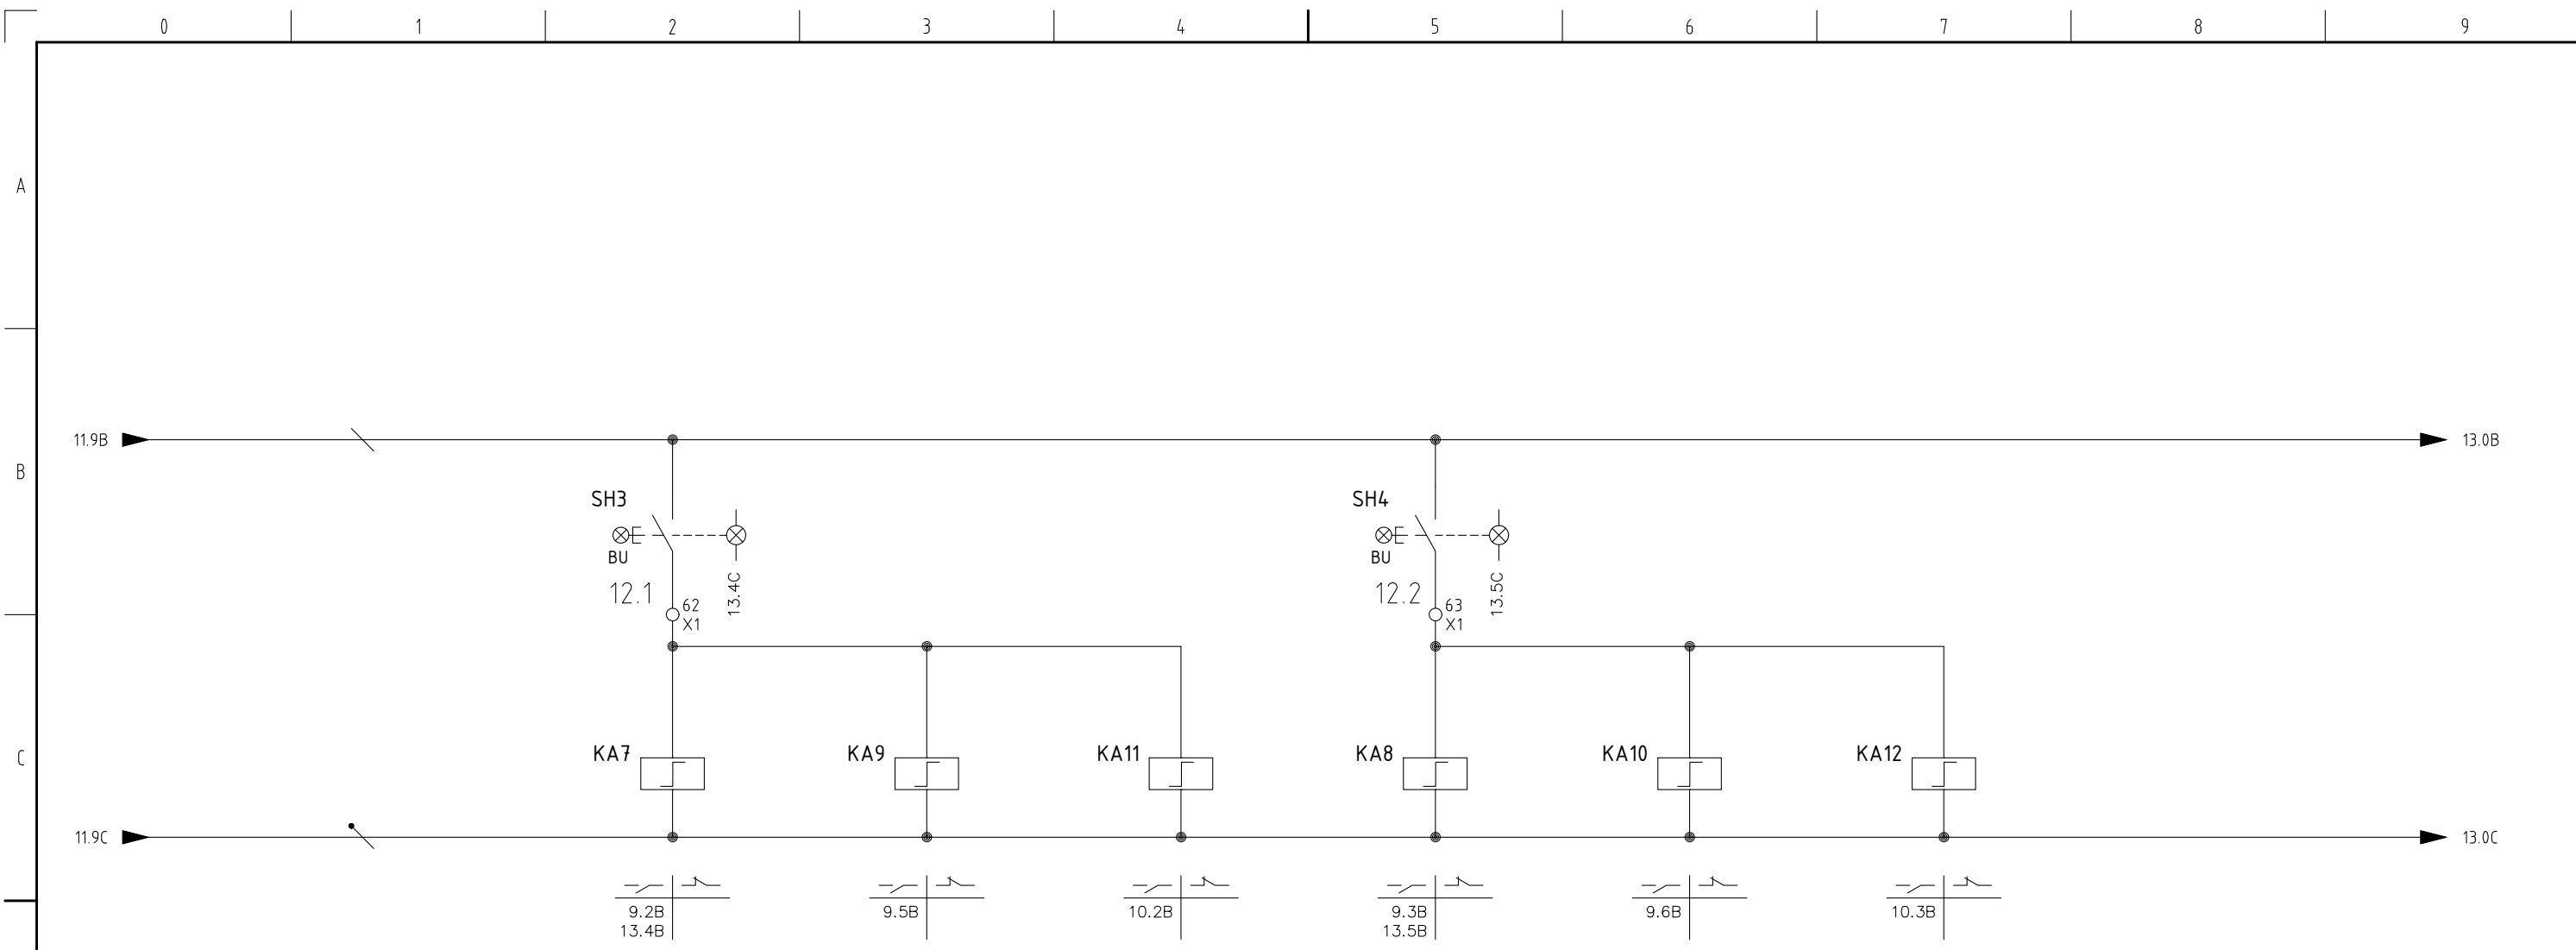 0 1 2 3 4 5 6 7 8 9
A
11.9B 13.0B
B
SH3 SH4
BU BU
12.1 13.4C 12.2 13.5C
62 63
X1 X1
KA7 KA9 KA11 KA8 KA10 KA12
C
11.9C 13.0C
9.2B 9.5B 10.2B 9.3B 9.6B 10.3B
13.4B 13.5B